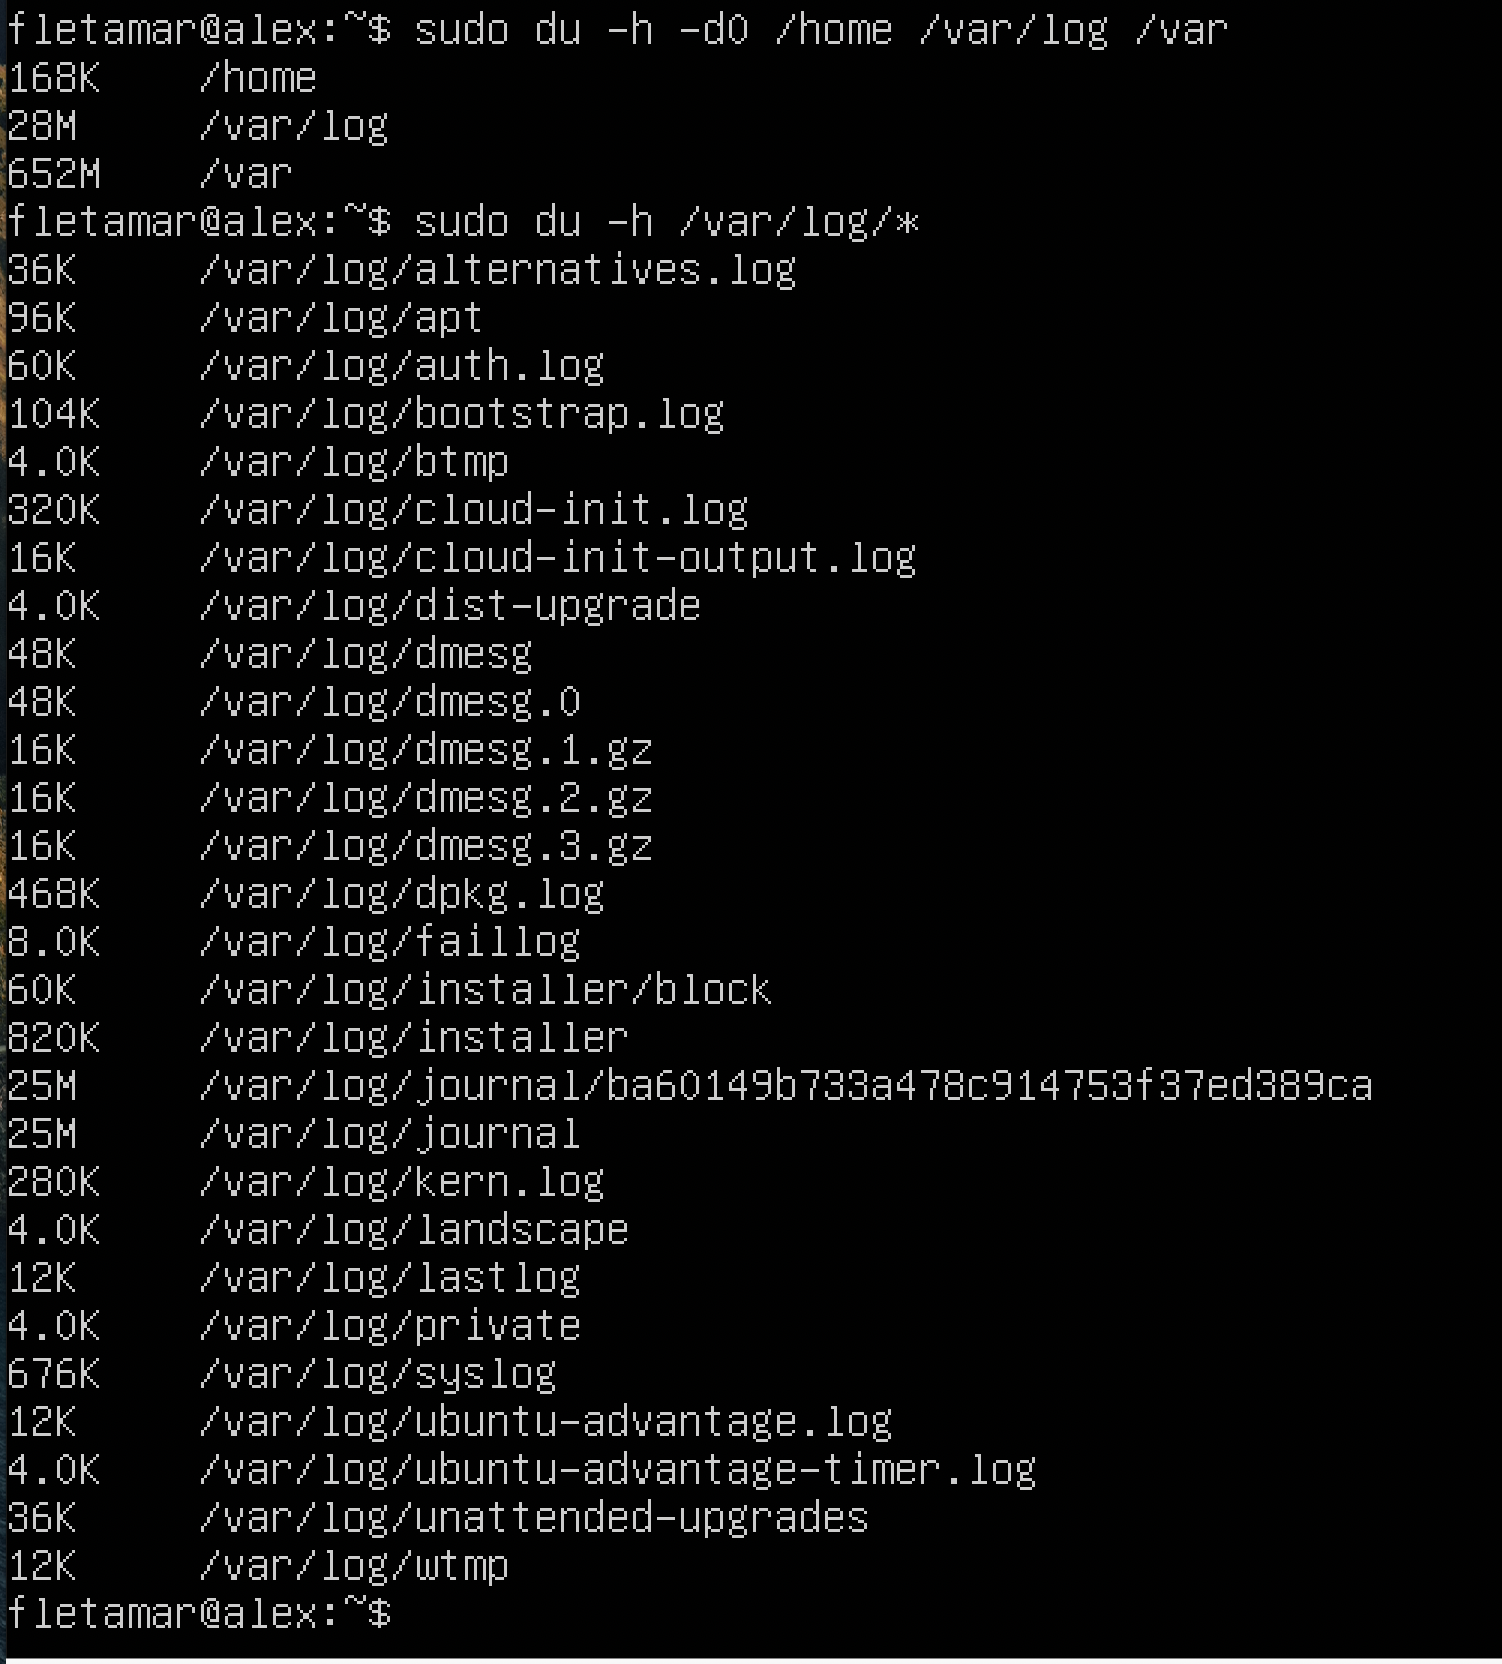 fletamar@alex:~$ sudo du -h -d0 /home /var/log /var
168K    /home
28M     /var/log
652M    /var
fletamar@alex:~$ sudo du -h /var/log/*
36K     /var/log/alternatives.log
96K     /var/log/apt
60K     /var/log/auth.log
104K    /var/log/bootstrap.log
4.0K    /var/log/btmp
320K    /var/log/cloud-init.log
16K     /var/log/cloud-init-output.log
4.0K    /var/log/dist-upgrade
48K     /var/log/dmesg
48K     /var/log/dmesg.0
16K     /var/log/dmesg.1.gz
16K     /var/log/dmesg.2.gz
16K     /var/log/dmesg.3.gz
468K    /var/log/dpkg.log
8.0K    /var/log/faillog
60K     /var/log/installer/block
820K    /var/log/installer
25M     /var/log/journal/ba60149b733a478c914753f37ed389ca
25M     /var/log/journal
280K    /var/log/kern.log
4.0K    /var/log/landscape
12K     /var/log/lastlog
4.0K    /var/log/private
676K    /var/log/syslog
12K     /var/log/ubuntu-advantage.log
4.0K    /var/log/ubuntu-advantage-timer.log
36K     /var/log/unattended-upgrades
12K     /var/log/wtmp
fletamar@alex:~$